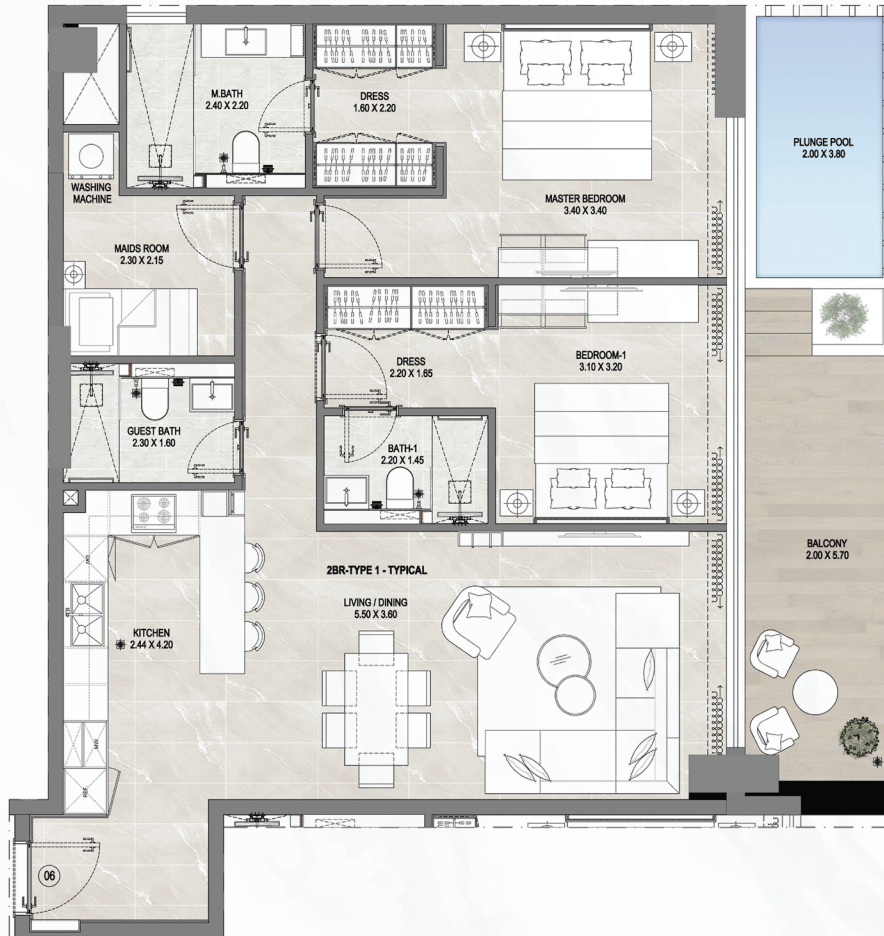 M.BATH
2.40 X 2.20
DRESS
1.60 X 2.20
PLUNGE POOL
2.00 X 3.80
WASHING
MACHINE
MASTER BEDROOM
3.40 X 3.40
MAIDS ROOM
2.30 X 2.15
DRESS
2.20 X 1.65
BEDROOM-1
3.10 X 3.20
GUEST BATH
2.30 X 1.60
BATH-1
2.20 X 1.45
BALCONY
2.00 X 5.70
2BR-TYPE 1 - TYPICAL
LIVING / DINING
5.50 X 3.60
KITCHEN
2.44 X 4.20
DW
MW
REF.
06